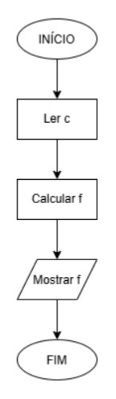 INÍCIO
Ler c
Calcular f
Mostrar f
FIM